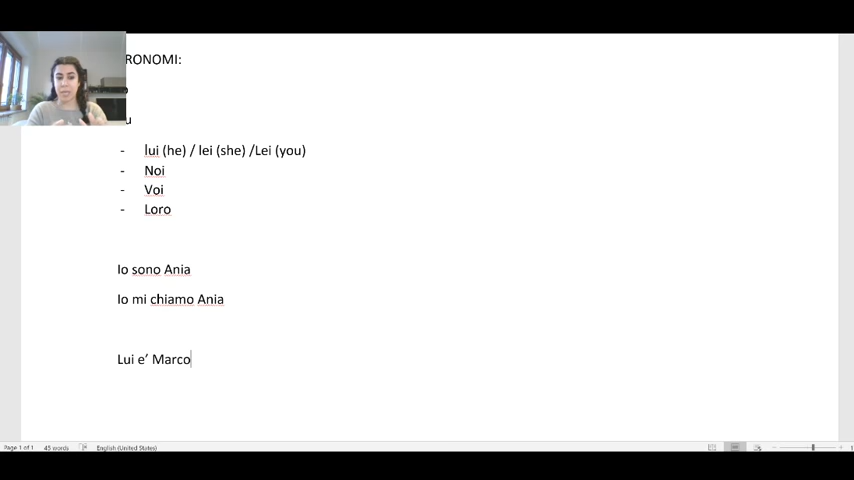 RONOMI:
u
- lui (he) / lei (she) /Lei (you)
- Noi
- Voi
- Loro
Io sono Ania
Io mi chiamo Ania
Lui e’ Marco
Page 1 of 1 45 words English (United States)